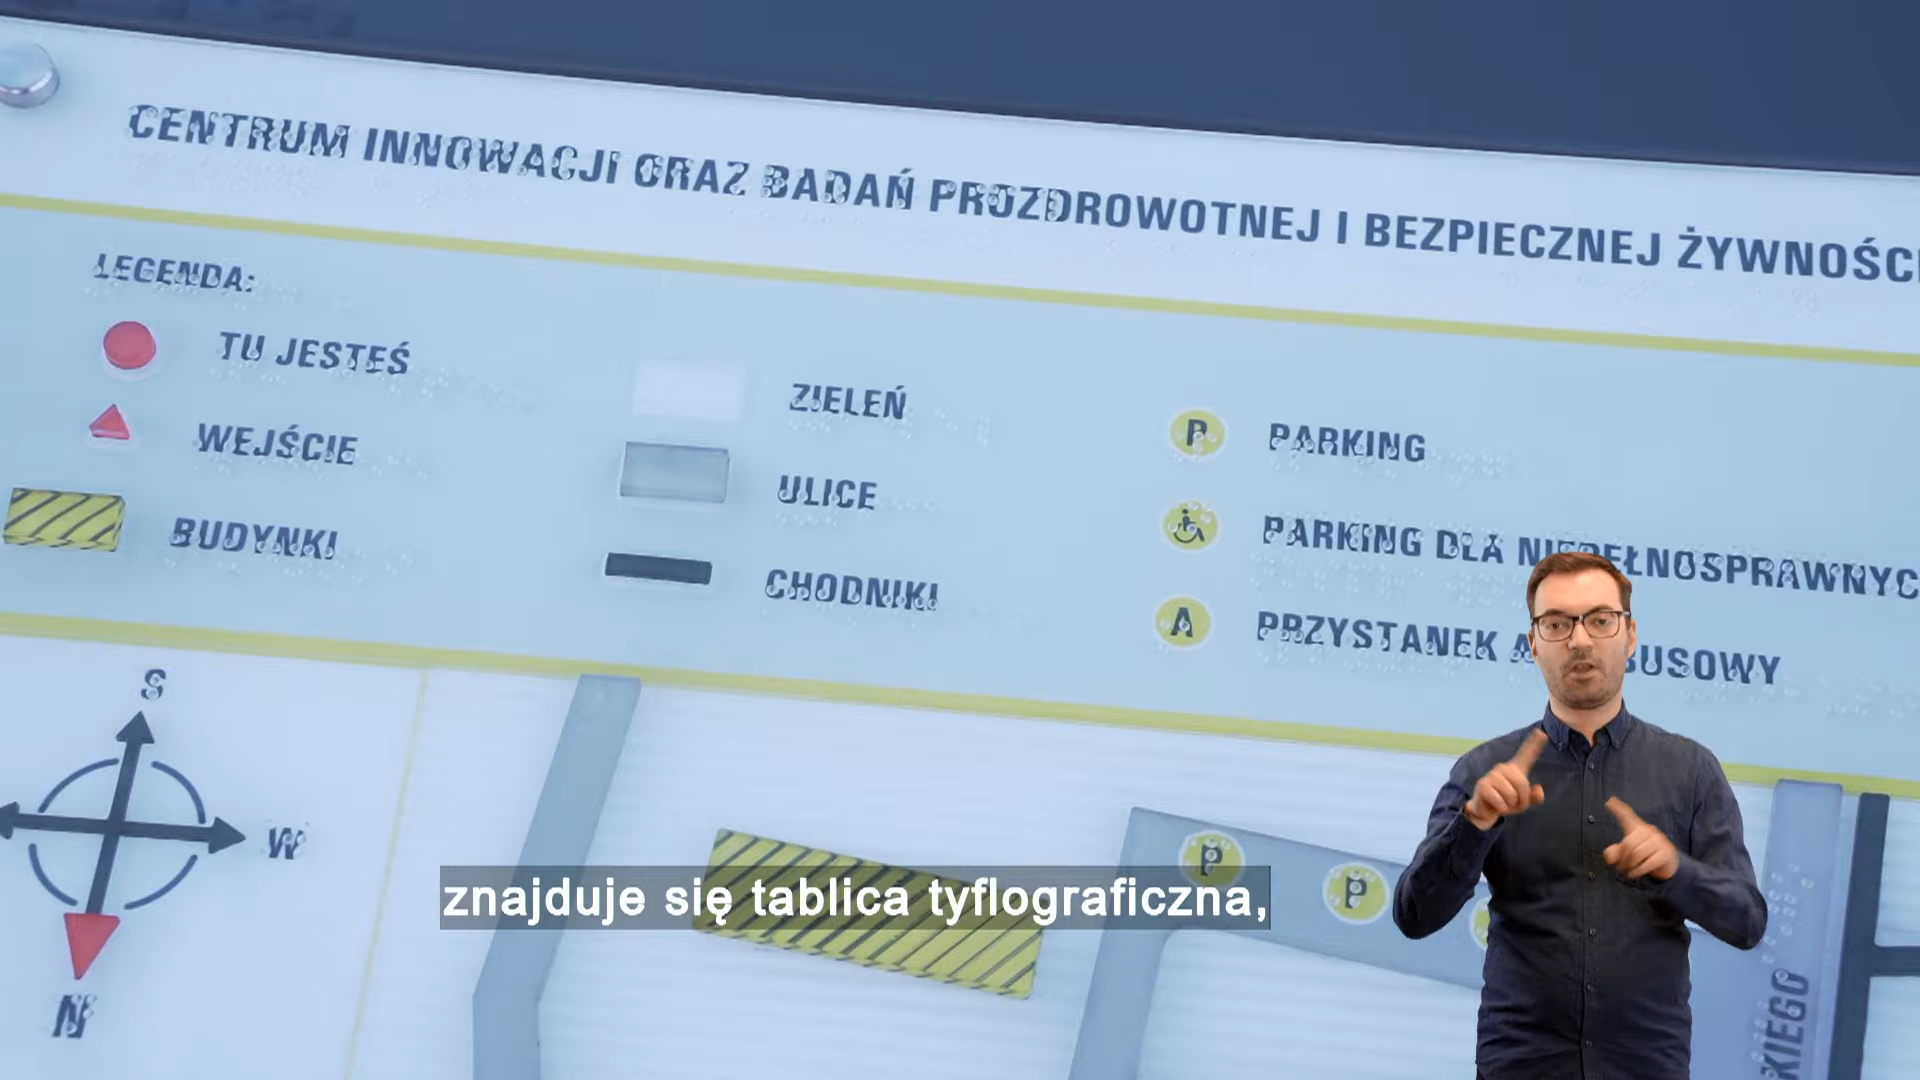 CENTRUM INNOWACJI ORAZ BADAŃ PROZDROWOTNEJ I BEZPIECZNEJ ŻYWNOŚCI
LEGENDA:
TU JESTEŚ
WEJŚCIE
BUDYNKI
ZIELEŃ
ULICE
CHODNIKI
P PARKING
PARKING DLA
A PRZYSTANEK
S
W
N
P
P
znajduje się tablica tyflograficzna,